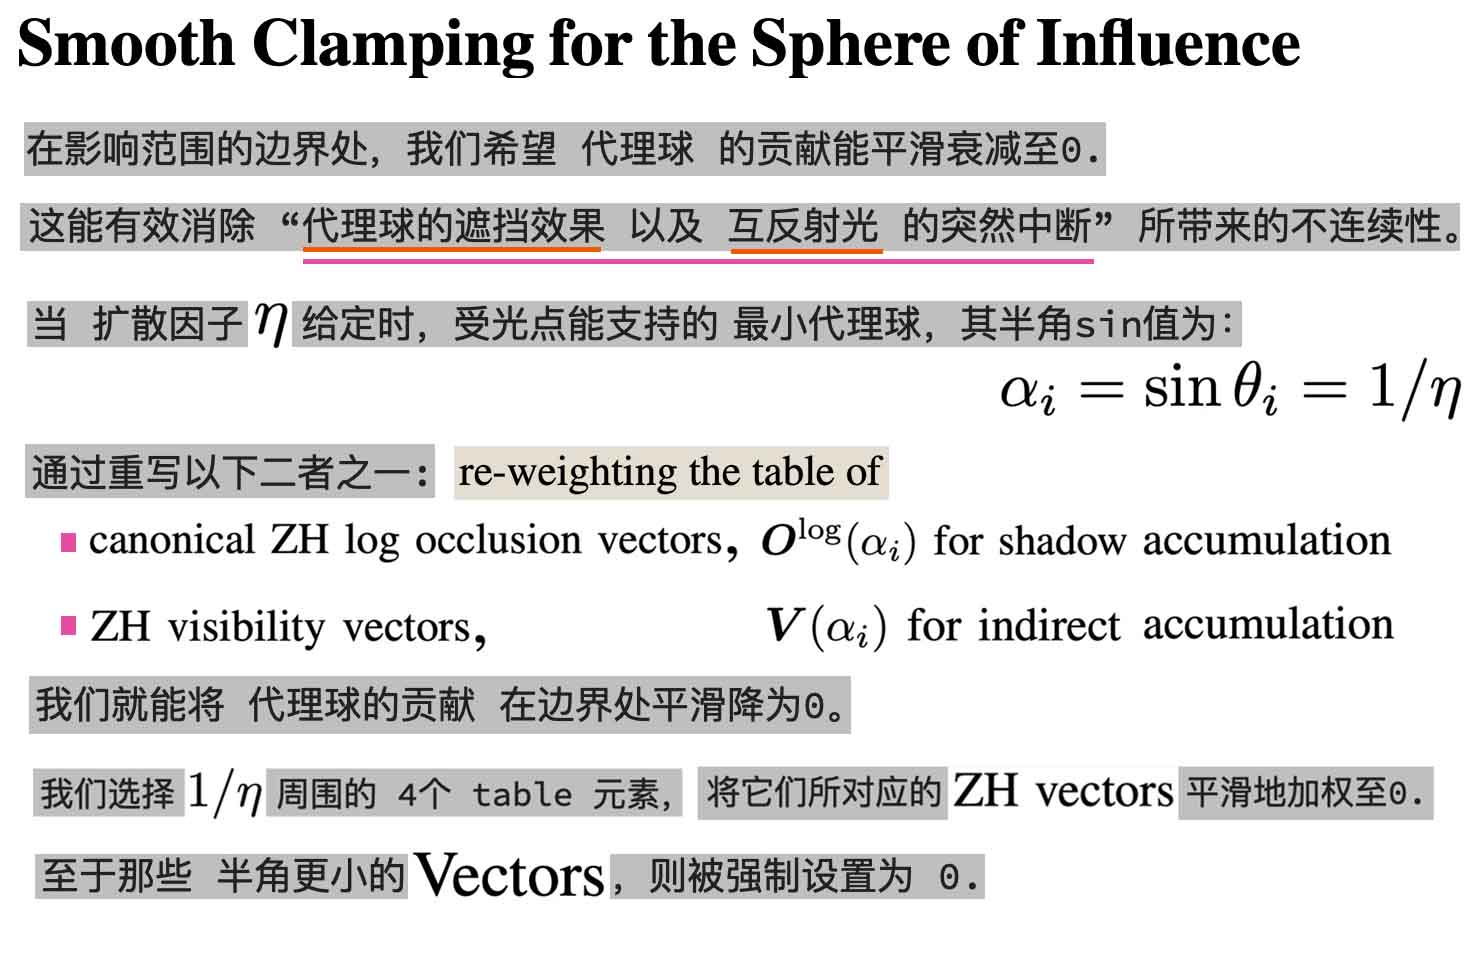 Smooth Clamping for the Sphere of Influence
在影响范围的边界处，我们希望 代理球 的贡献能平滑衰减至0.
这能有效消除 “代理球的遮挡效果 以及 互反射光 的突然中断” 所带来的不连续性。
当 扩散因子 η 给定时，受光点能支持的 最小代理球，其半角sin值为：
αᵢ = sin θᵢ = 1/η
通过重写以下二者之一： re-weighting the table of
canonical ZH log occlusion vectors, O^log(αᵢ) for shadow accumulation
ZH visibility vectors, V(αᵢ) for indirect accumulation
我们就能将 代理球的贡献 在边界处平滑降为0。
我们选择 1/η 周围的 4个 table 元素， 将它们所对应的 ZH vectors 平滑地加权至0.
至于那些 半角更小的 Vectors，则被强制设置为 0.